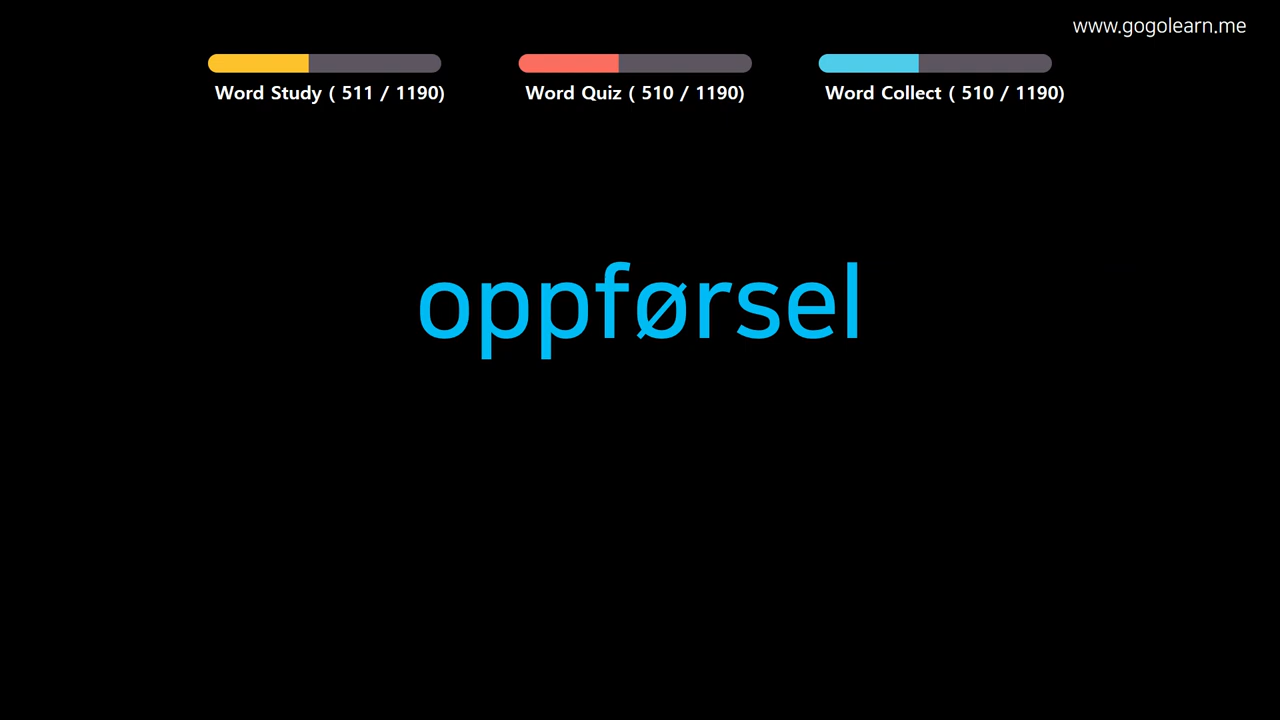 www.gogolearn.me
Word Study ( 511 / 1190)
Word Quiz ( 510 / 1190)
Word Collect ( 510 / 1190)
oppførsel